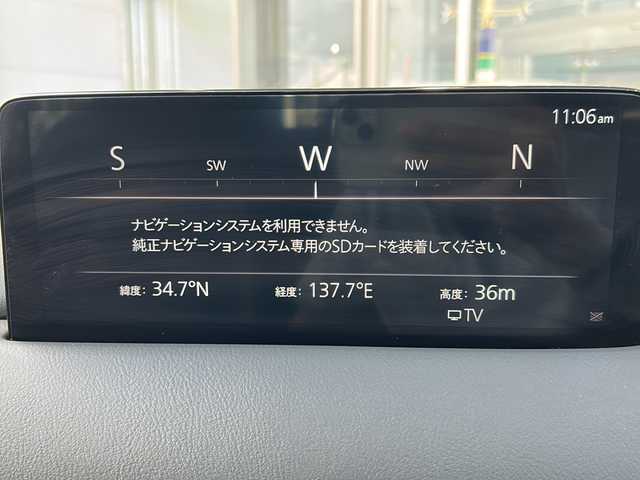 11:06am
S SW W NW N
ナビゲーションシステムを利用できません。
純正ナビゲーションシステム専用のSDカードを装着してください。
緯度: 34.7°N 経度: 137.7°E 高度: 36m
TV